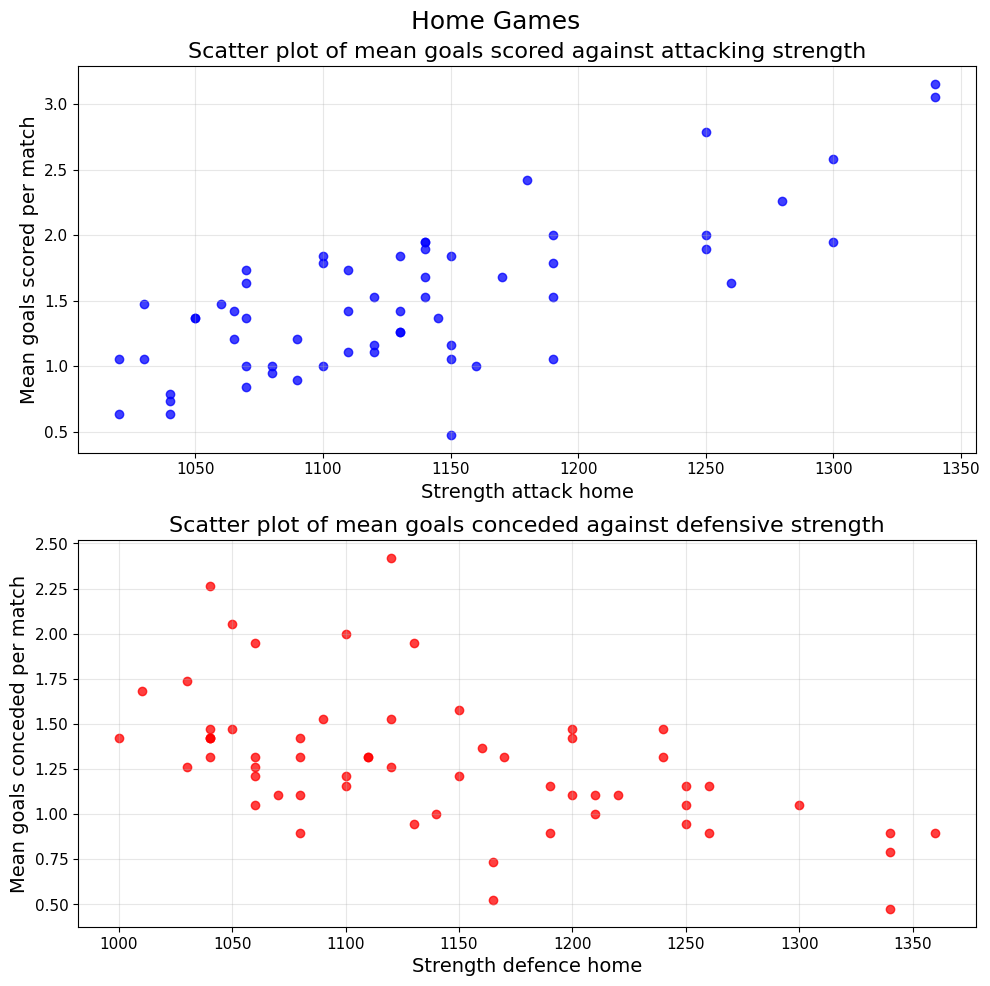 Home Games
Scatter plot of mean goals scored against attacking strength
Mean goals scored per match
3.0
2.5
2.0
1.5
1.0
0.5
1050 1100 1150 1200 1250 1300 1350
Strength attack home
Scatter plot of mean goals conceded against defensive strength
Mean goals conceded per match
2.50
2.25
2.00
1.75
1.50
1.25
1.00
0.75
0.50
1000 1050 1100 1150 1200 1250 1300 1350
Strength defence home